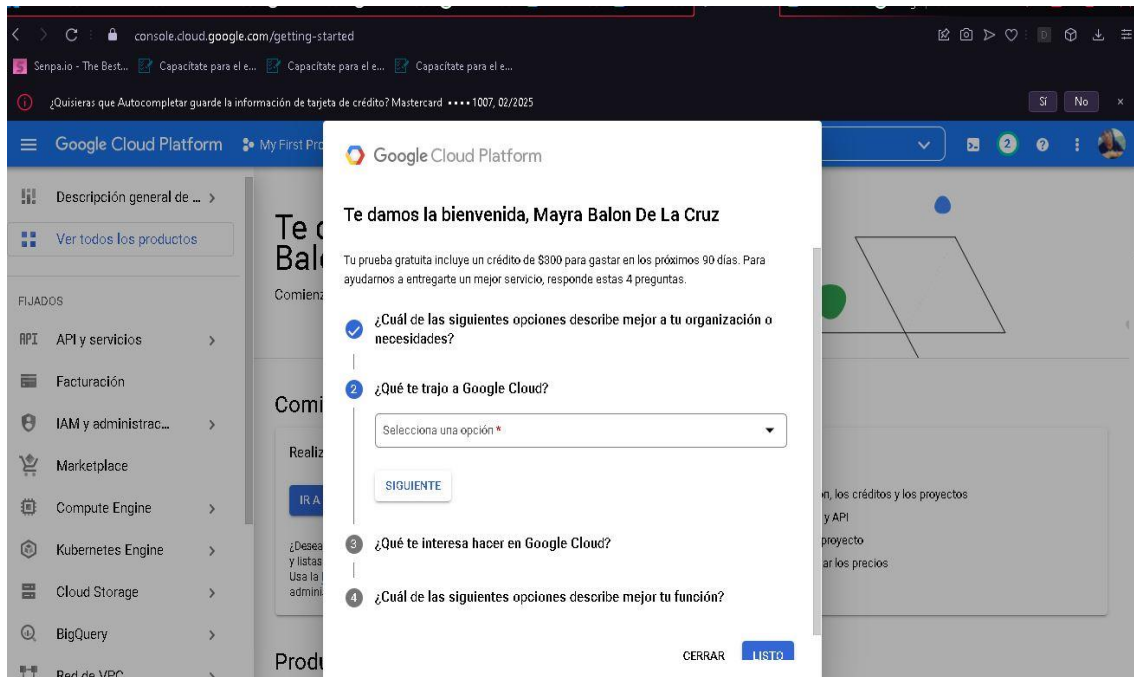 console.cloud.google.com/getting-started
Senpa.io - The Best... Capacítate para el e... Capacítate para el e... Capacítate para el e...
¿Quisieras que Autocompletar guarde la información de tarjeta de crédito? Mastercard •••• 1007, 02/2025 Sí No
Google Cloud Platform My First Pro
2
Google Cloud Platform
Te damos la bienvenida, Mayra Balon De La Cruz
Tu prueba gratuita incluye un crédito de $300 para gastar en los próximos 90 días. Para
ayudarnos a entregarte un mejor servicio, responde estas 4 preguntas.
¿Cuál de las siguientes opciones describe mejor a tu organización o
necesidades?
2 ¿Qué te trajo a Google Cloud?
Selecciona una opción *
SIGUIENTE
3 ¿Qué te interesa hacer en Google Cloud?
4 ¿Cuál de las siguientes opciones describe mejor tu función?
CERRAR LISTO
Descripción general de ...
Ver todos los productos
FIJADOS
API API y servicios
Facturación
IAM y administrac...
Marketplace
Compute Engine
Kubernetes Engine
Cloud Storage
BigQuery
Red de VPC
Te d
Bal
Comienz
Comi
Realiz
IR A
¿Desea
y listas
Usa la
admini
Produ
n, los créditos y los proyectos
y API
proyecto
ar los precios